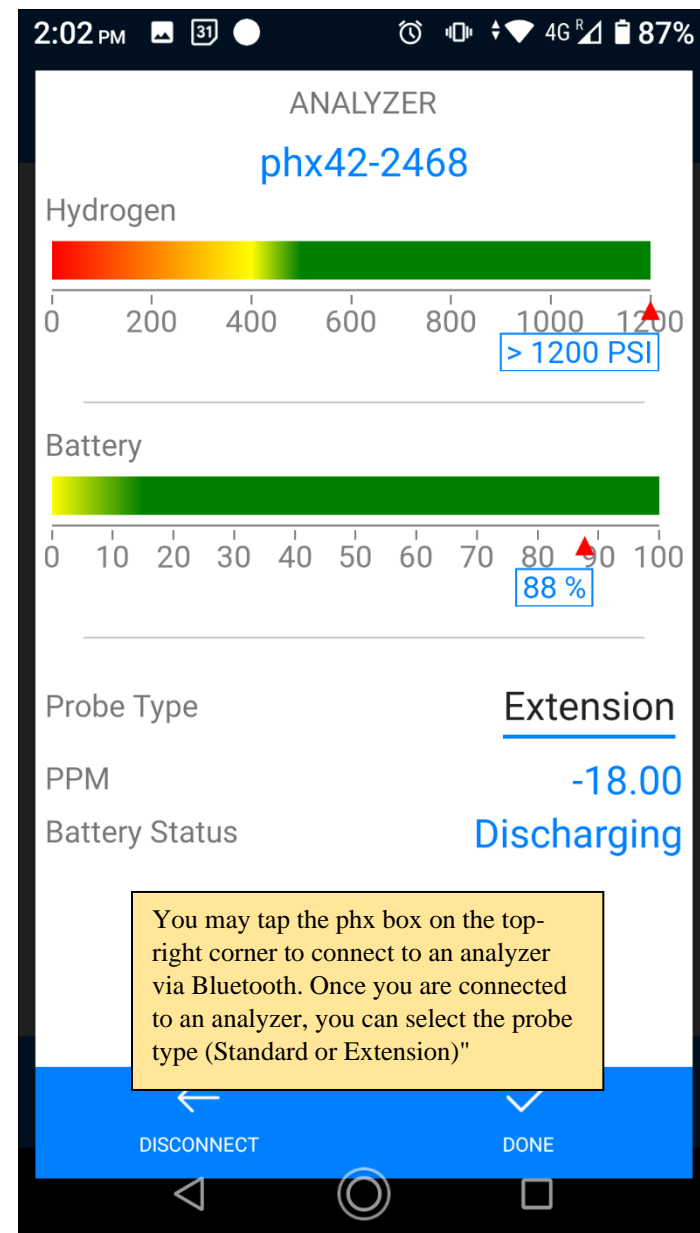 2:02 PM 31 4G R 87%
ANALYZER
phx42-2468
Hydrogen
0 200 400 600 800 1000 1200
> 1200 PSI
Battery
0 10 20 30 40 50 60 70 80 90 100
88 %
Probe Type Extension
PPM -18.00
Battery Status Discharging
You may tap the phx box on the top-
right corner to connect to an analyzer
via Bluetooth. Once you are connected
to an analyzer, you can select the probe
type (Standard or Extension)"
DISCONNECT DONE